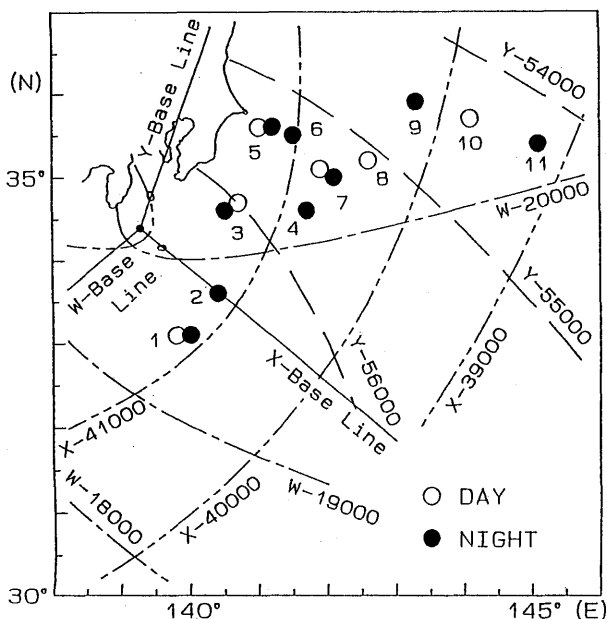 (N)
Y-Base Line
Y-54000
9
10
11
5
6
8
7
35°
W-20000
3
4
W-Base
Line
2
1
X-Base Line
Y-55000
Y-56000
X-39000
X-41000
X-40000
W-19000
W-18000
DAY
NIGHT
30°
140°
145° (E)